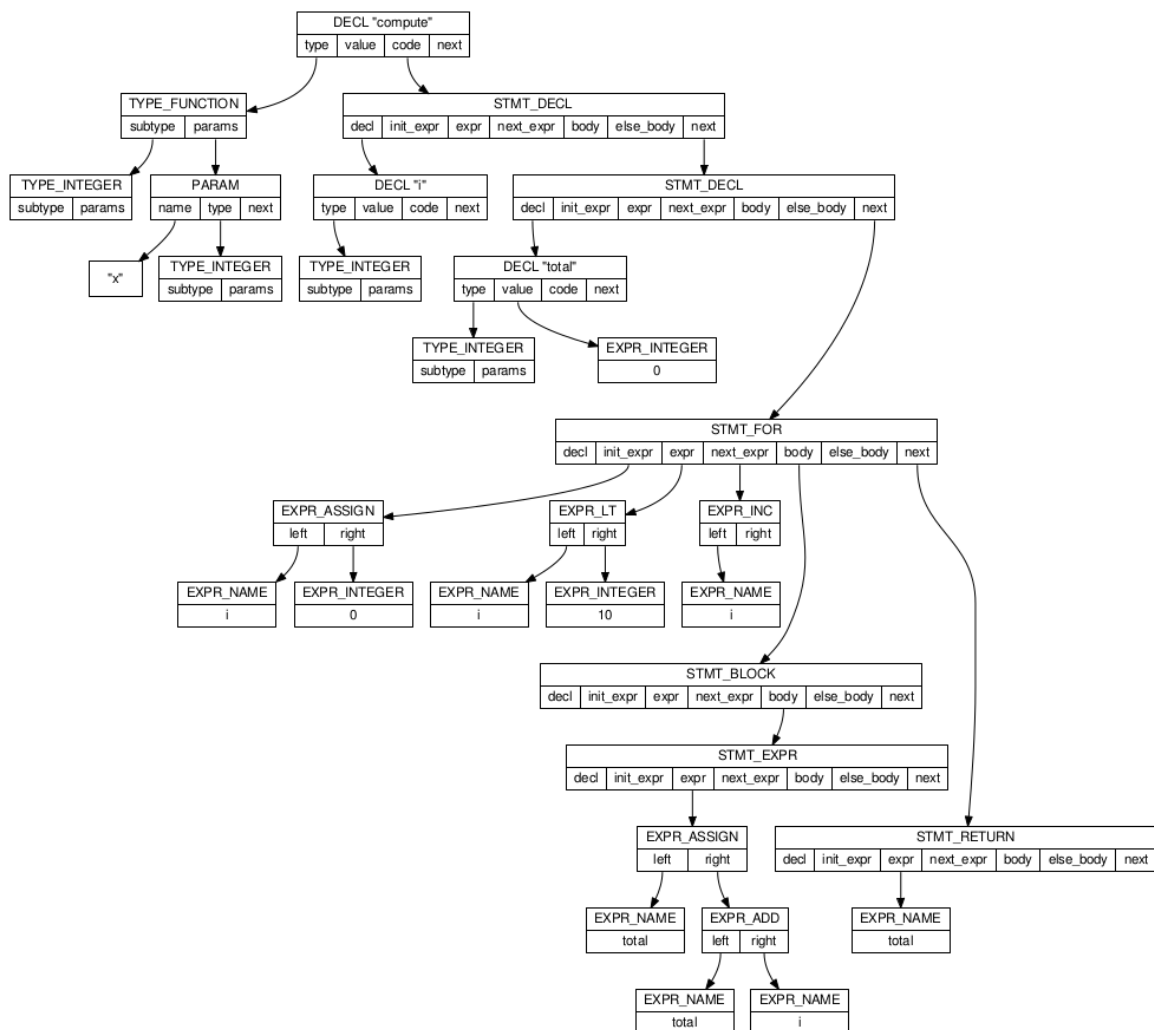 DECL "compute"
type value code next
TYPE_FUNCTION
subtype params
STMT_DECL
decl init_expr expr next_expr body else_body next
TYPE_INTEGER
subtype params
PARAM
name type next
DECL "i"
type value code next
STMT_DECL
decl init_expr expr next_expr body else_body next
"x"
TYPE_INTEGER
subtype params
TYPE_INTEGER
subtype params
DECL "total"
type value code next
TYPE_INTEGER
subtype params
EXPR_INTEGER
0
STMT_FOR
decl init_expr expr next_expr body else_body next
EXPR_ASSIGN
left right
EXPR_LT
left right
EXPR_INC
left right
EXPR_NAME
i
EXPR_INTEGER
0
EXPR_NAME
i
EXPR_INTEGER
10
EXPR_NAME
i
STMT_BLOCK
decl init_expr expr next_expr body else_body next
STMT_EXPR
decl init_expr expr next_expr body else_body next
EXPR_ASSIGN
left right
STMT_RETURN
decl init_expr expr next_expr body else_body next
EXPR_NAME
total
EXPR_ADD
left right
EXPR_NAME
total
EXPR_NAME
total
EXPR_NAME
i